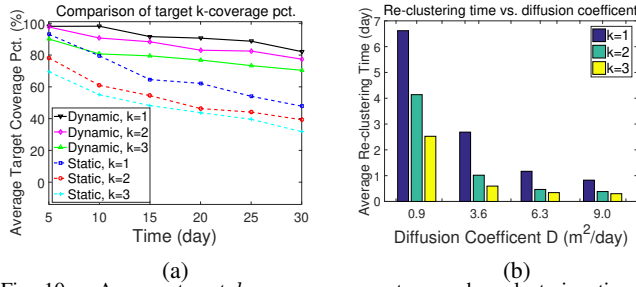 Comparison of target k-coverage pct.
Average Target Coverage Pct. (%)
100
80
60
40
20
0
Dynamic, k=1
Dynamic, k=2
Dynamic, k=3
Static, k=1
Static, k=2
Static, k=3
5 10 15 20 25 30
Time (day)
(a)
Re-clustering time vs. diffusion coefficent
Average Re-clustering Time (day)
7
6
5
4
3
2
1
0
k=1
k=2
k=3
0.9 3.6 6.3 9.0
Diffusion Coefficent D (m²/day)
(b)